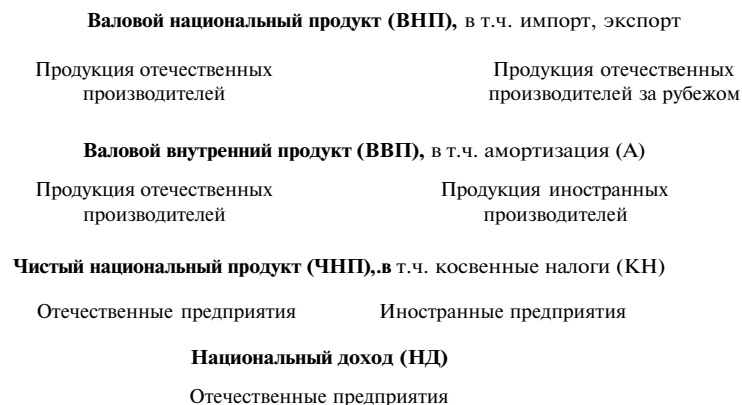 Валовой национальный продукт (ВНП), в т.ч. импорт, экспорт
Продукция отечественных Продукция отечественных
производителей производителей за рубежом
Валовой внутренний продукт (ВВП), в т.ч. амортизация (А)
Продукция отечественных Продукция иностранных
производителей производителей
Чистый национальный продукт (ЧНП),.в т.ч. косвенные налоги (КН)
Отечественные предприятия Иностранные предприятия
Национальный доход (НД)
Отечественные предприятия